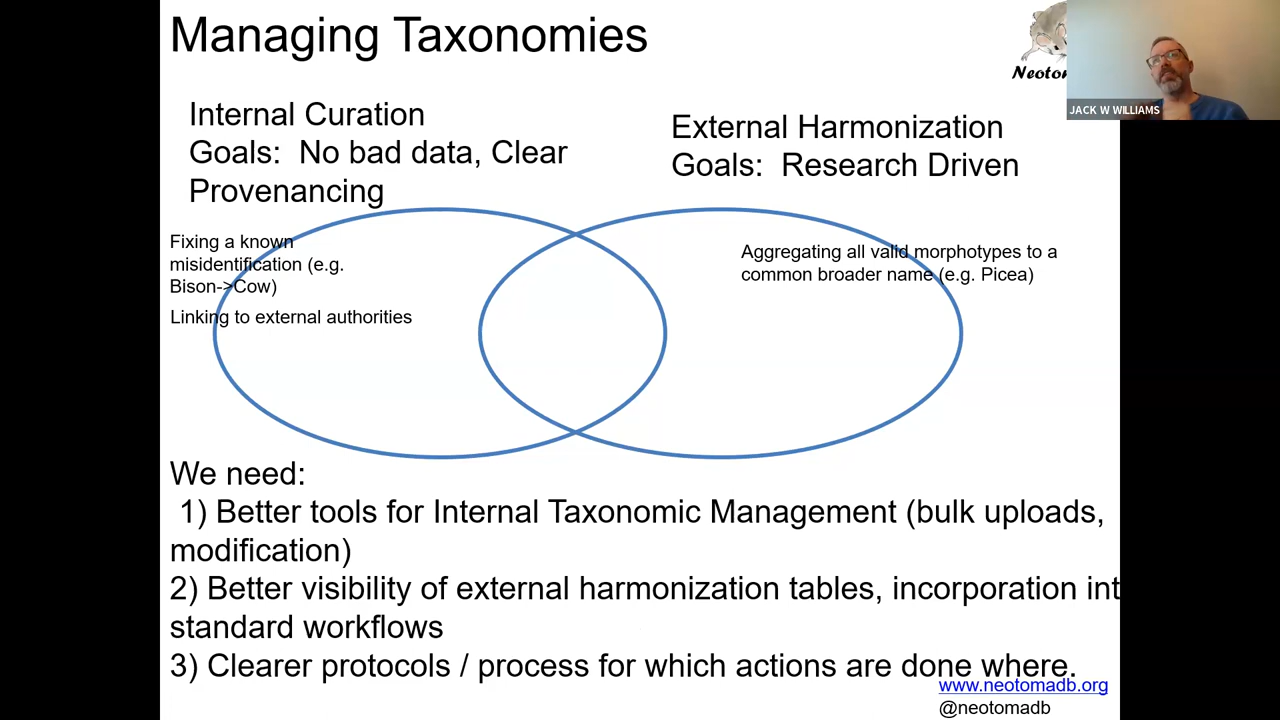 Managing Taxonomies
JACK W WILLIAMS
Internal Curation
Goals:  No bad data, Clear
Provenancing
External Harmonization
Goals:  Research Driven
Fixing a known
misidentification (e.g.
Bison->Cow)
Linking to external authorities
Aggregating all valid morphotypes to a
common broader name (e.g. Picea)
We need:
1) Better tools for Internal Taxonomic Management (bulk uploads,
modification)
2) Better visibility of external harmonization tables, incorporation int
standard workflows
3) Clearer protocols / process for which actions are done where.
www.neotomadb.org
@neotomadb